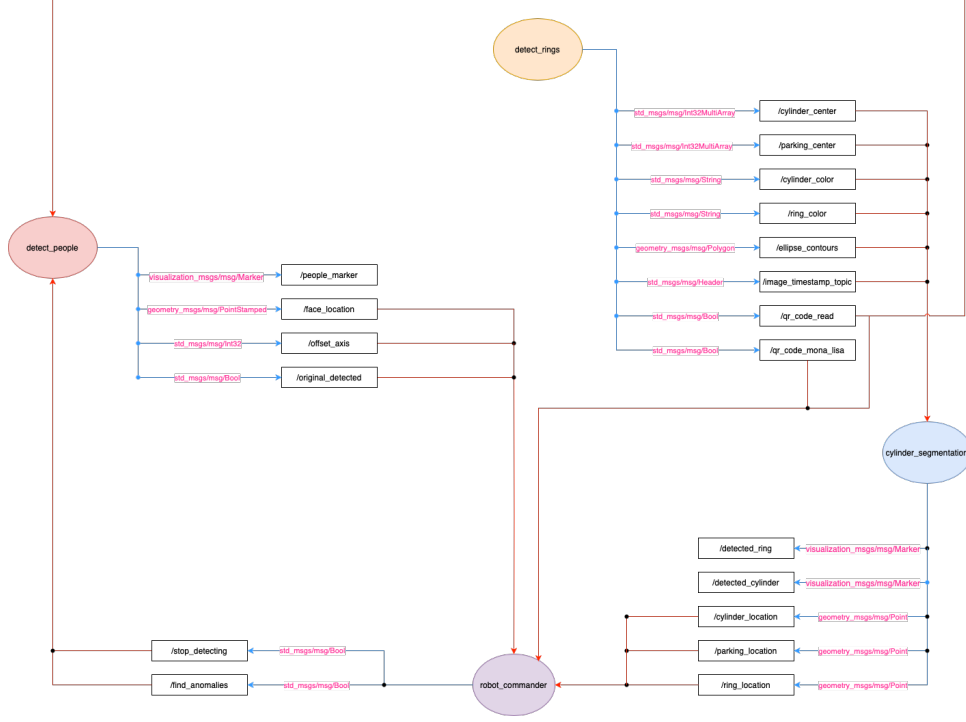 detect_rings
std_msgs/msg/Int32MultiArray
/cylinder_center
std_msgs/msg/Int32MultiArray
/parking_center
std_msgs/msg/String
/cylinder_color
std_msgs/msg/String
/ring_color
detect_people
geometry_msgs/msg/Polygon
/ellipse_contours
visualization_msgs/msg/Marker
/people_marker
std_msgs/msg/Header
/image_timestamp_topic
geometry_msgs/msg/PointStamped
/face_location
std_msgs/msg/Bool
/qr_code_read
std_msgs/msg/Int32
/offset_axis
std_msgs/msg/Bool
/qr_code_mona_lisa
std_msgs/msg/Bool
/original_detected
cylinder_segmentation
/detected_ring
visualization_msgs/msg/Marker
/detected_cylinder
visualization_msgs/msg/Marker
/cylinder_location
geometry_msgs/msg/Point
/stop_detecting
std_msgs/msg/Bool
/parking_location
geometry_msgs/msg/Point
/find_anomalies
std_msgs/msg/Bool
robot_commander
/ring_location
geometry_msgs/msg/Point